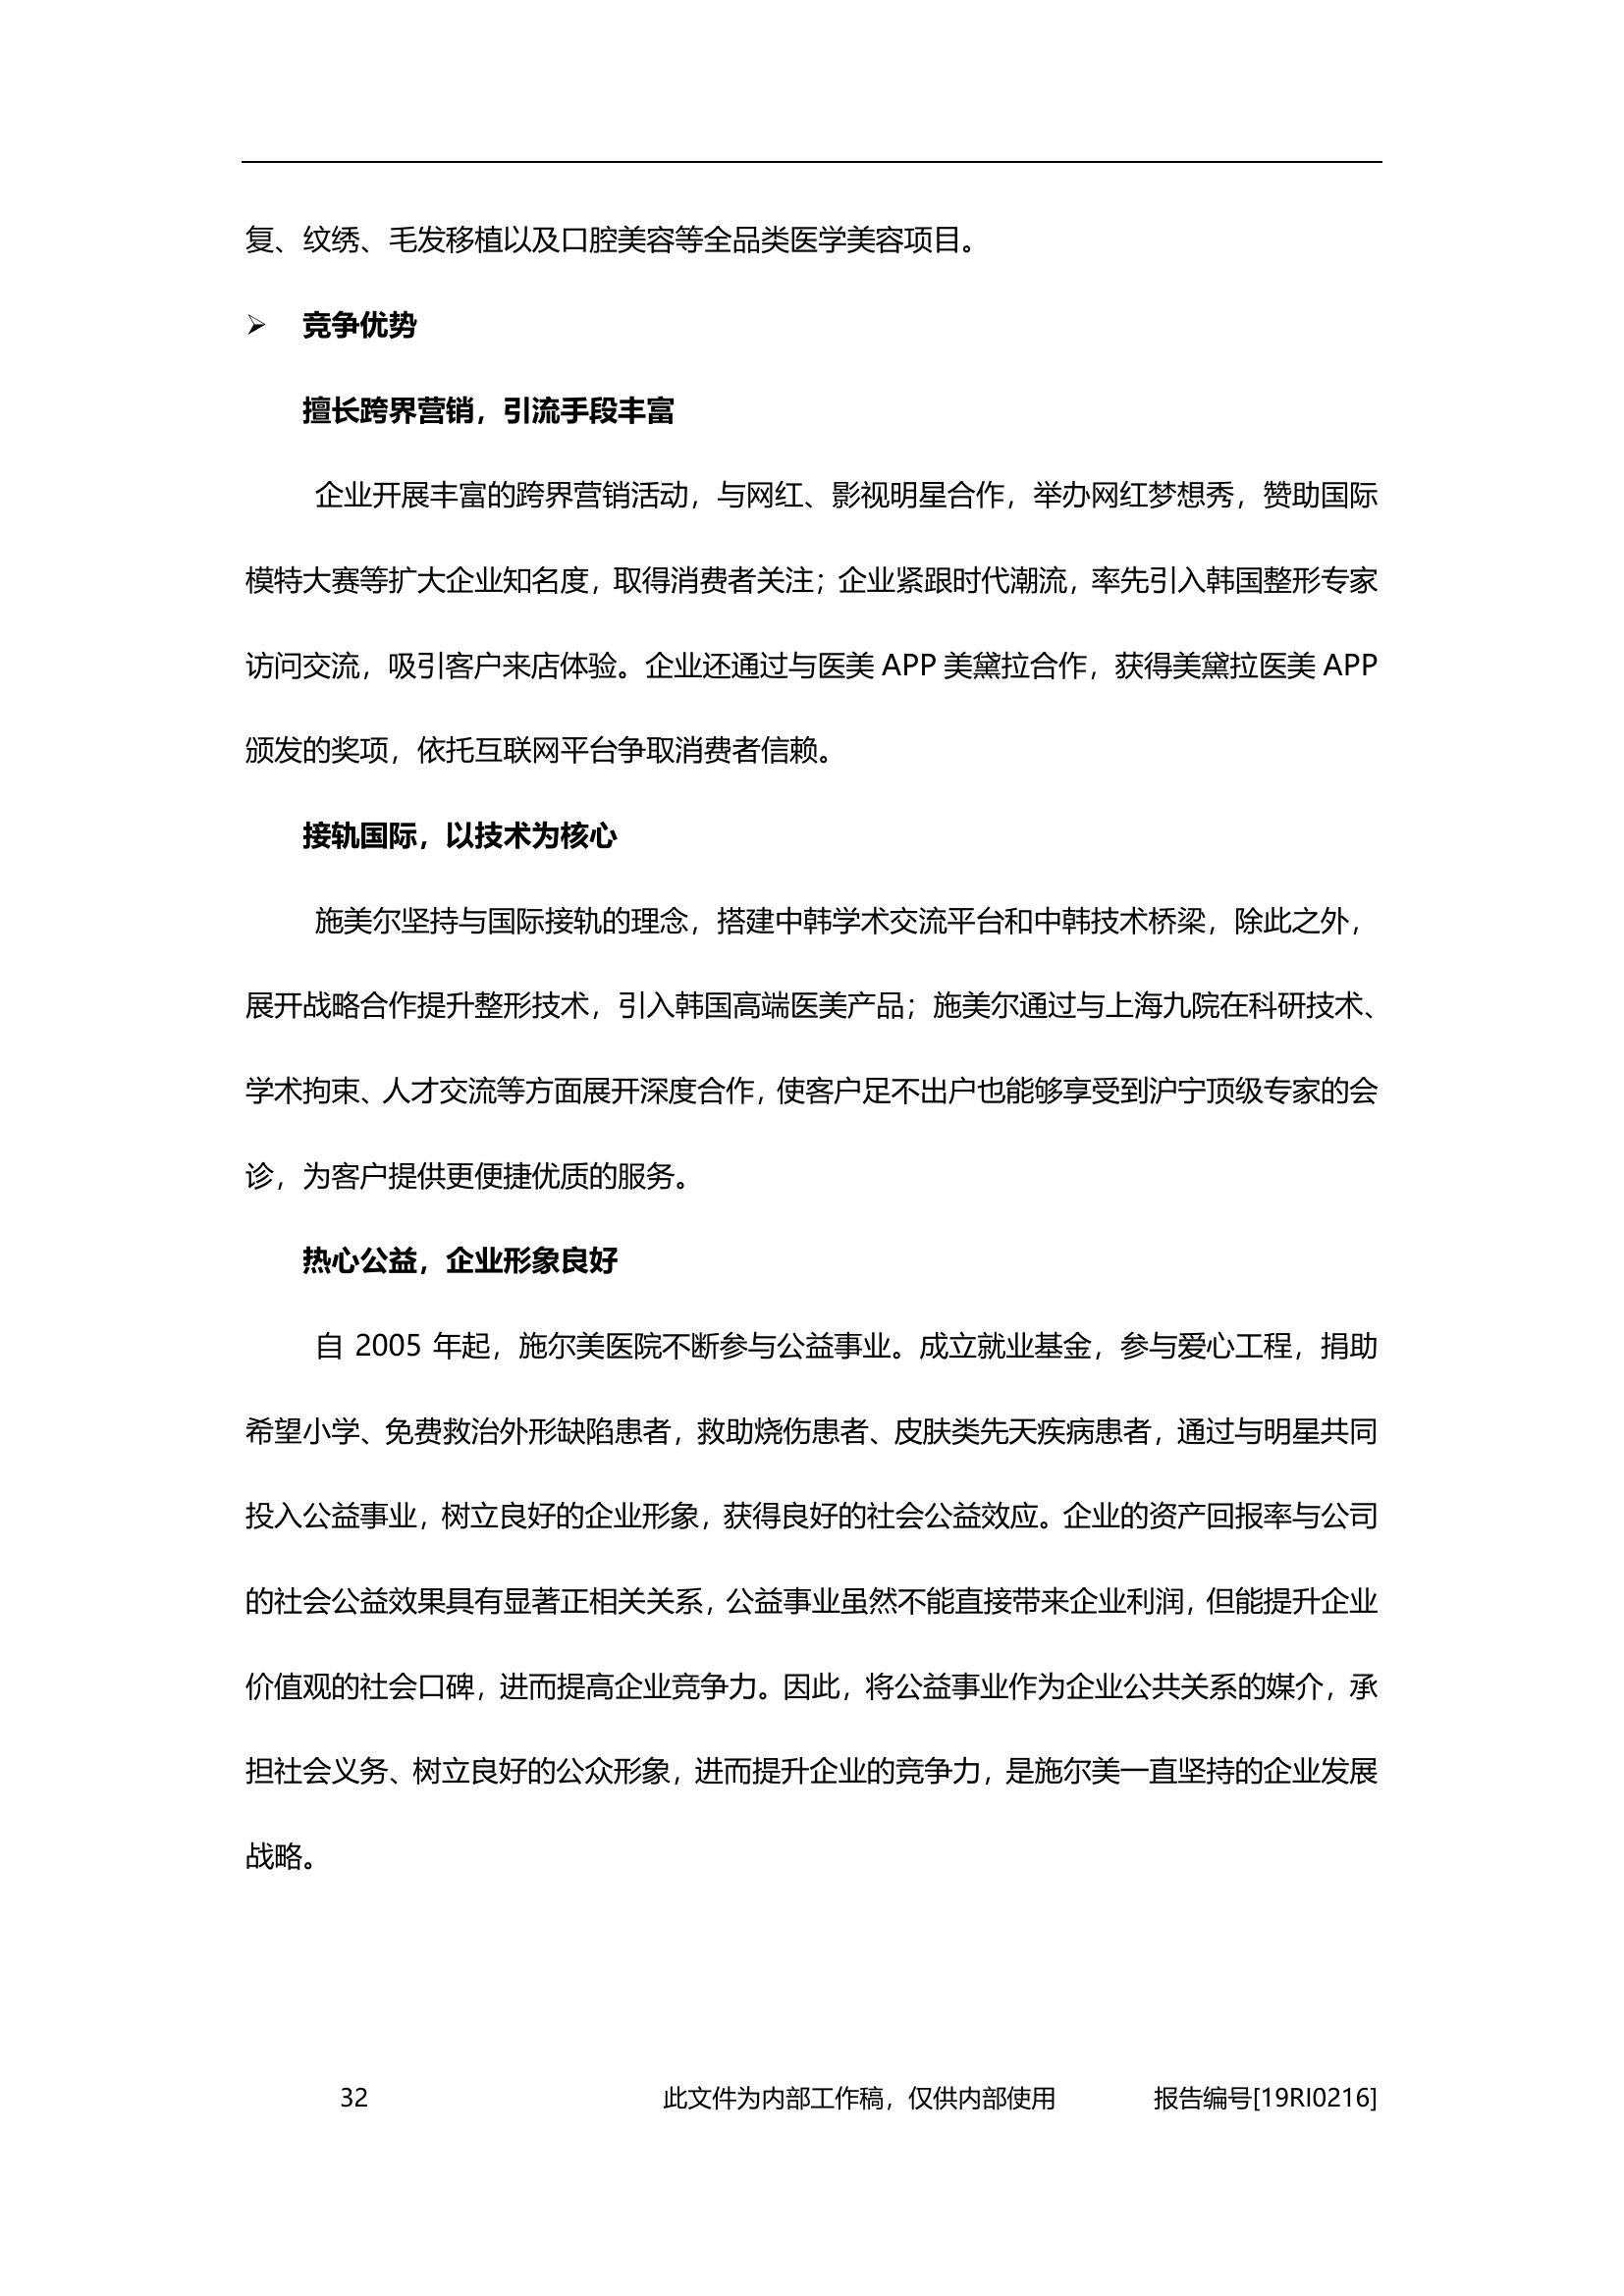 复、纹绣、毛发移植以及口腔美容等全品类医学美容项目。
➢ 竞争优势
擅长跨界营销，引流手段丰富
企业开展丰富的跨界营销活动，与网红、影视明星合作，举办网红梦想秀，赞助国际
模特大赛等扩大企业知名度，取得消费者关注；企业紧跟时代潮流，率先引入韩国整形专家
访问交流，吸引客户来店体验。企业还通过与医美 APP 美黛拉合作，获得美黛拉医美 APP
颁发的奖项，依托互联网平台争取消费者信赖。
接轨国际，以技术为核心
施美尔坚持与国际接轨的理念，搭建中韩学术交流平台和中韩技术桥梁，除此之外，
展开战略合作提升整形技术，引入韩国高端医美产品；施美尔通过与上海九院在科研技术、
学术拘束、人才交流等方面展开深度合作，使客户足不出户也能够享受到沪宁顶级专家的会
诊，为客户提供更便捷优质的服务。
热心公益，企业形象良好
自 2005 年起，施尔美医院不断参与公益事业。成立就业基金，参与爱心工程，捐助
希望小学、免费救治外形缺陷患者，救助烧伤患者、皮肤类先天疾病患者，通过与明星共同
投入公益事业，树立良好的企业形象，获得良好的社会公益效应。企业的资产回报率与公司
的社会公益效果具有显著正相关关系，公益事业虽然不能直接带来企业利润，但能提升企业
价值观的社会口碑，进而提高企业竞争力。因此，将公益事业作为企业公共关系的媒介，承
担社会义务、树立良好的公众形象，进而提升企业的竞争力，是施尔美一直坚持的企业发展
战略。
32 此文件为内部工作稿，仅供内部使用 报告编号[19RI0216]